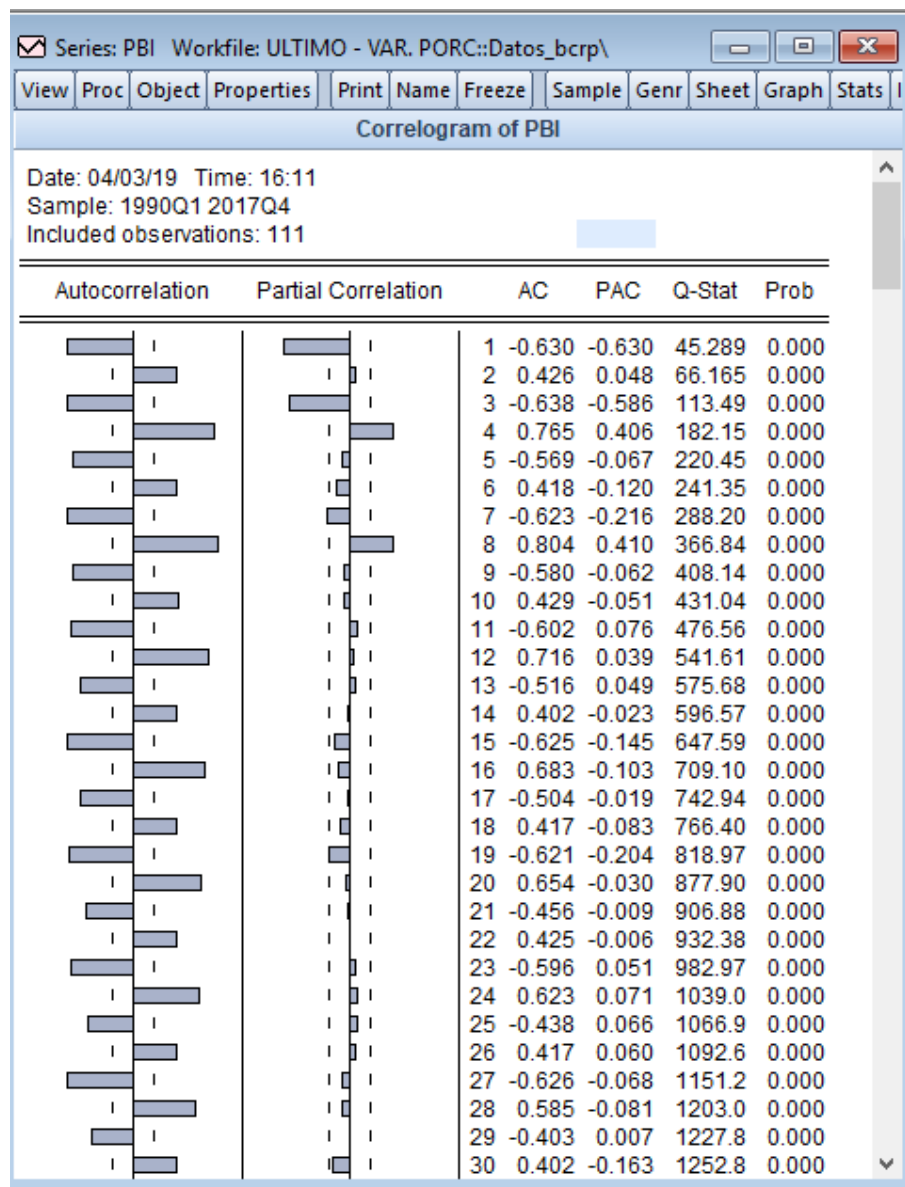 Series: PBI Workfile: ULTIMO - VAR. PORC::Datos_bcrp\
View Proc Object Properties Print Name Freeze Sample Genr Sheet Graph Stats
Correlogram of PBI
Date: 04/03/19 Time: 16:11
Sample: 1990Q1 2017Q4
Included observations: 111
Autocorrelation Partial Correlation AC PAC Q-Stat Prob
1 -0.630 -0.630 45.289 0.000
2 0.426 0.048 66.165 0.000
3 -0.638 -0.586 113.49 0.000
4 0.765 0.406 182.15 0.000
5 -0.569 -0.067 220.45 0.000
6 0.418 -0.120 241.35 0.000
7 -0.623 -0.216 288.20 0.000
8 0.804 0.410 366.84 0.000
9 -0.580 -0.062 408.14 0.000
10 0.429 -0.051 431.04 0.000
11 -0.602 0.076 476.56 0.000
12 0.716 0.039 541.61 0.000
13 -0.516 0.049 575.68 0.000
14 0.402 -0.023 596.57 0.000
15 -0.625 -0.145 647.59 0.000
16 0.683 -0.103 709.10 0.000
17 -0.504 -0.019 742.94 0.000
18 0.417 -0.083 766.40 0.000
19 -0.621 -0.204 818.97 0.000
20 0.654 -0.030 877.90 0.000
21 -0.456 -0.009 906.88 0.000
22 0.425 -0.006 932.38 0.000
23 -0.596 0.051 982.97 0.000
24 0.623 0.071 1039.0 0.000
25 -0.438 0.066 1066.9 0.000
26 0.417 0.060 1092.6 0.000
27 -0.626 -0.068 1151.2 0.000
28 0.585 -0.081 1203.0 0.000
29 -0.403 0.007 1227.8 0.000
30 0.402 -0.163 1252.8 0.000